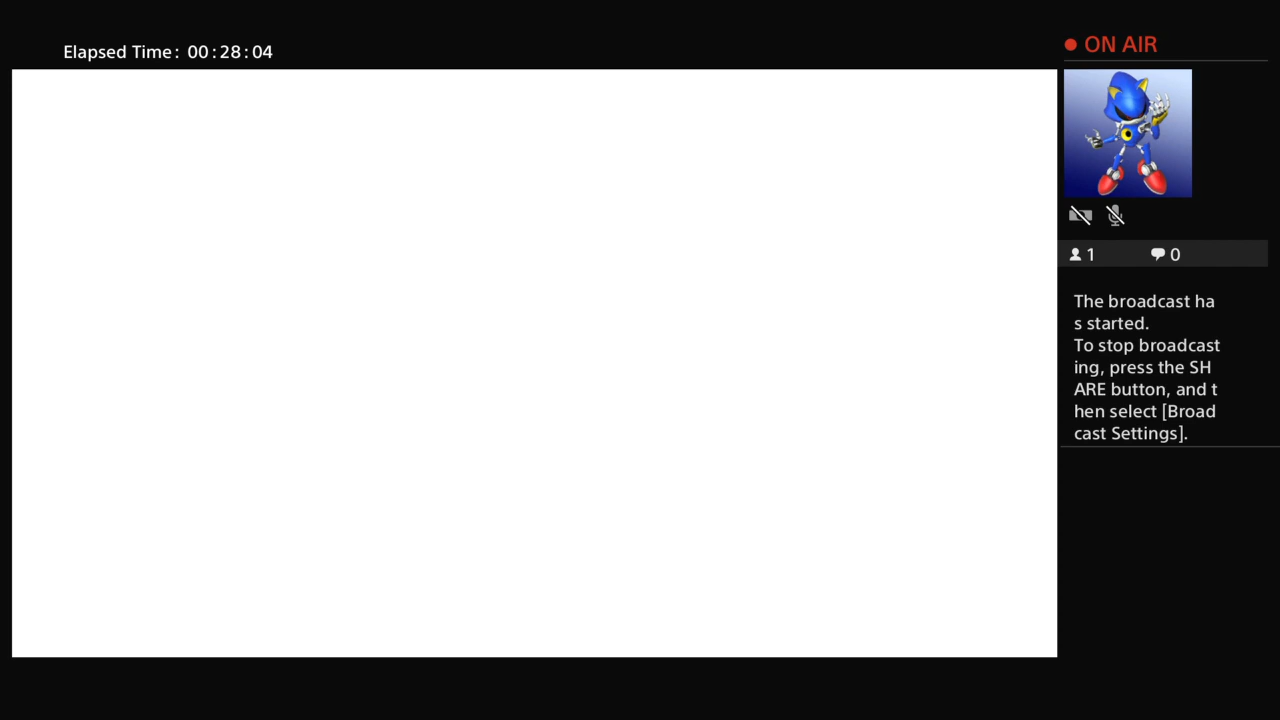 Elapsed Time: 00:28:04
ON AIR
1
0
The broadcast ha
s started.
To stop broadcast
ing, press the SH
ARE button, and t
hen select [Broad
cast Settings].